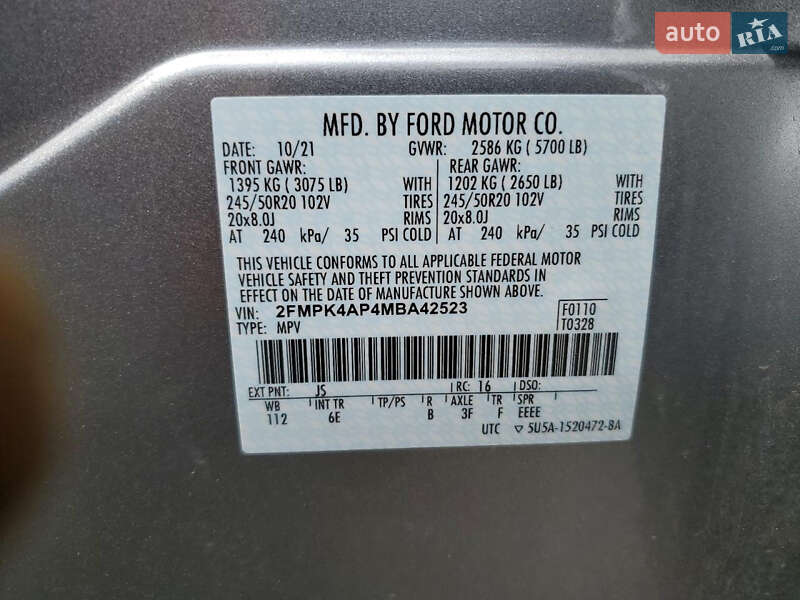 auto RIA.com
MFD. BY FORD MOTOR CO.
DATE: 10/21 GVWR: 2586 KG ( 5700 LB)
FRONT GAWR: REAR GAWR:
1395 KG ( 3075 LB) WITH 1202 KG ( 2650 LB) WITH
245/50R20 102V TIRES 245/50R20 102V TIRES
20x8.0J RIMS 20x8.0J RIMS
AT 240 kPa/ 35 PSI COLD AT 240 kPa/ 35 PSI COLD
THIS VEHICLE CONFORMS TO ALL APPLICABLE FEDERAL MOTOR
VEHICLE SAFETY AND THEFT PREVENTION STANDARDS IN
EFFECT ON THE DATE OF MANUFACTURE SHOWN ABOVE.
VIN: 2FMPK4AP4MBA42523 F0110
TYPE: MPV T0328
EXT PNT: JS RC: 16 DSO:
WB INT TR TP/PS R AXLE TR SPR
112 6E B 3F F EEEE
UTC ▽ 5U5A-1520472-BA